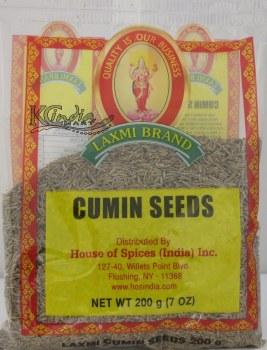 QUALITY IS OUR BUSINESS
CUMIN S
LAXMI BRAND
CUMIN SEEDS
Distributed By
House of Spices (India) Inc.
127-40, Willets Point Blvd.
Flushing, NY - 11368
www.hosindia.com
NET WT 200 g (7 OZ)
LAXMI CUMIN SEEDS 200 g